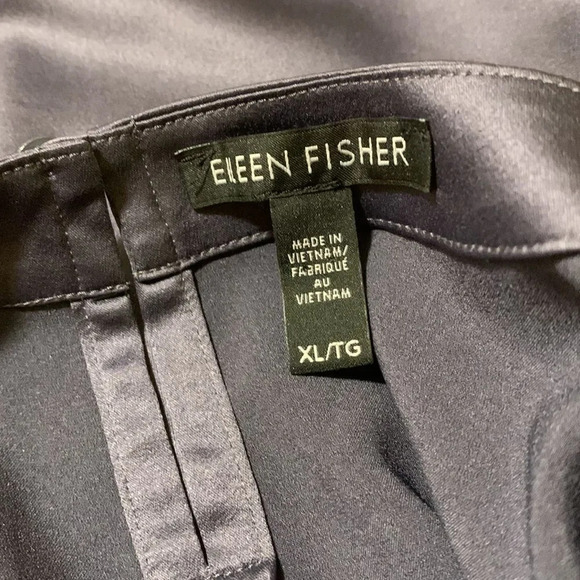 EILEEN FISHER
MADE IN
VIETNAM/
FABRIQUÉ
AU
VIETNAM
XL/TG